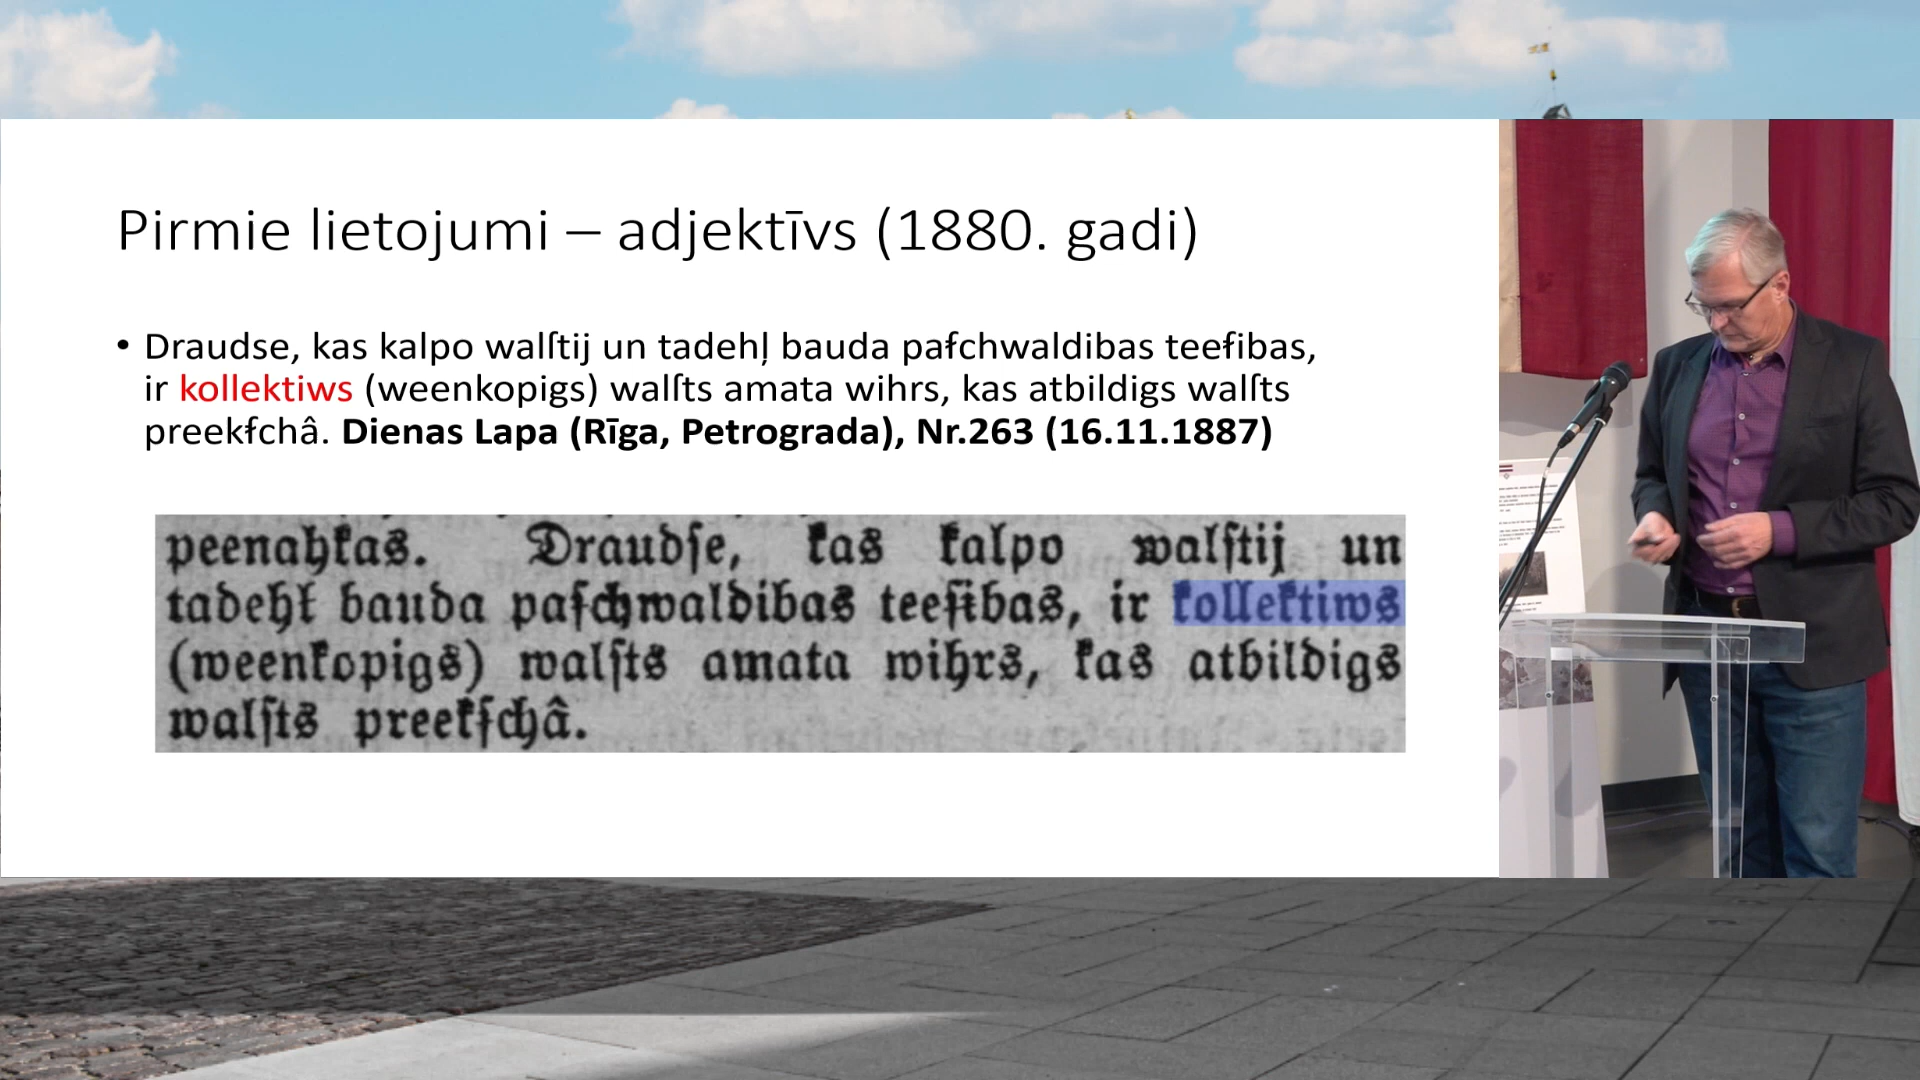 Pirmie lietojumi – adjektīvs (1880. gadi)
• Draudse, kas kalpo walſtij un tadehļ bauda paſchwaldibas teeſibas,
ir kollektiws (weenkopigs) walſts amata wihrs, kas atbildigs walſts
preekſchâ. Dienas Lapa (Rīga, Petrograda), Nr.263 (16.11.1887)
peenahkas. Draudſe, kas kalpo walſtij un
tadehł bauda paſchwaldibas teeſibas, ir kollektiws
(weenkopigs) walſts amata wihrs, kas atbildigs
walſts preekſchâ.